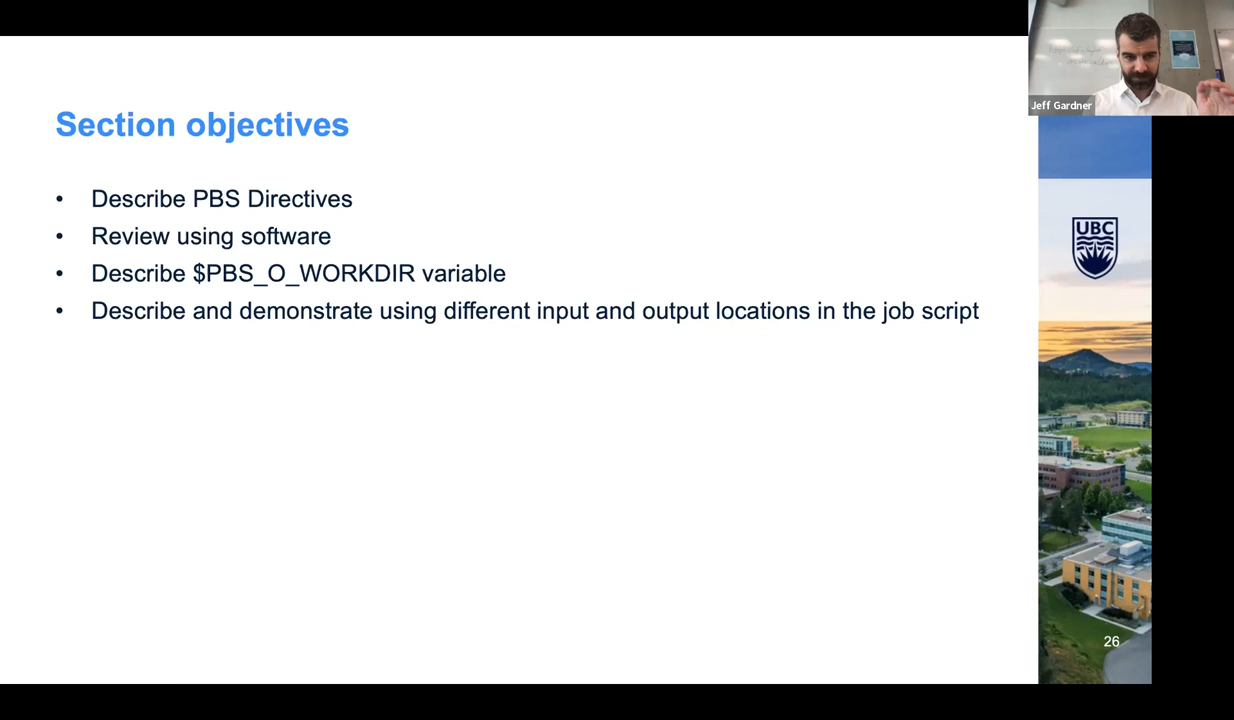 Section objectives
• Describe PBS Directives
• Review using software
• Describe $PBS_O_WORKDIR variable
• Describe and demonstrate using different input and output locations in the job script
Jeff Gardner
UBC
26